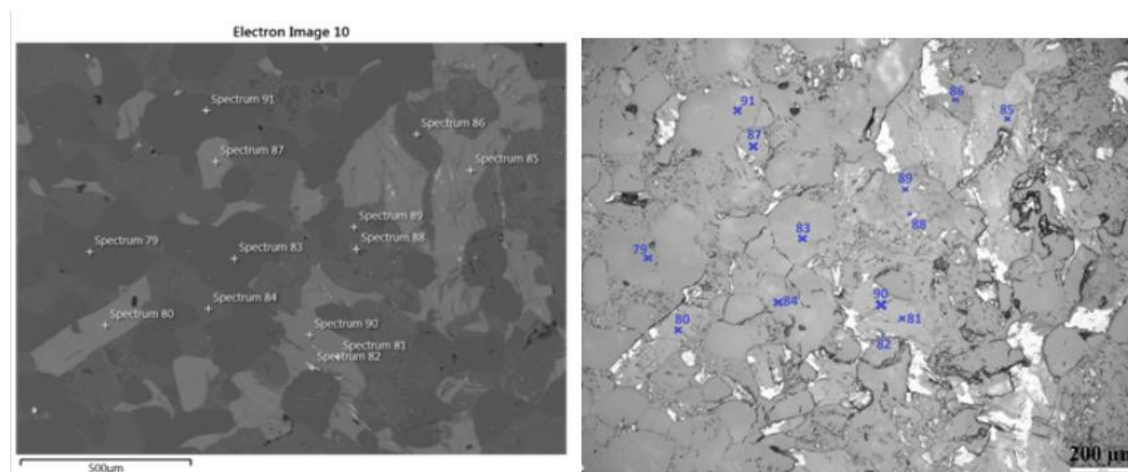 Electron Image 10
Spectrum 91
Spectrum 86
Spectrum 87
Spectrum 85
Spectrum 89
Spectrum 88
Spectrum 79
Spectrum 83
Spectrum 84
Spectrum 80
Spectrum 90
Spectrum 81
Spectrum 82
500µm
86
91
85
87
89
88
83
79
84
90
80
81
82
200 µm